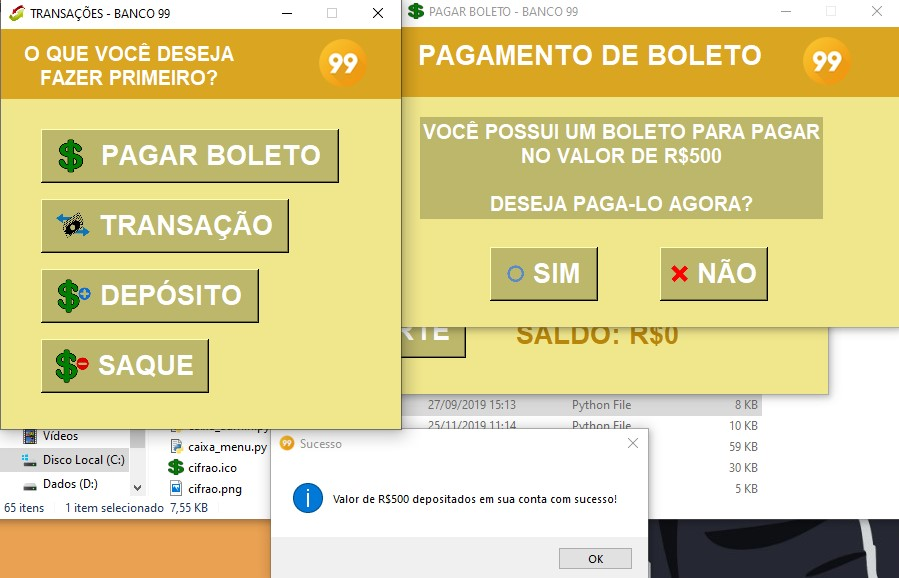 TRANSAÇÕES - BANCO 99
O QUE VOCÊ DESEJA
FAZER PRIMEIRO?
99
PAGAR BOLETO
TRANSAÇÃO
DEPÓSITO
SAQUE
PAGAR BOLETO - BANCO 99
PAGAMENTO DE BOLETO
99
VOCÊ POSSUI UM BOLETO PARA PAGAR
NO VALOR DE R$500
DESEJA PAGA-LO AGORA?
SIM
NÃO
SALDO: R$0
27/09/2019 15:13 Python File 8 KB
25/11/2019 11:14 Python File 10 KB
59 KB
30 KB
5 KB
Vídeos
Disco Local (C:)
Dados (D:)
caixa_menu.py
cifrao.ico
cifrao.png
65 itens 1 item selecionado 7,55 KB
99 Sucesso
Valor de R$500 depositados em sua conta com sucesso!
OK